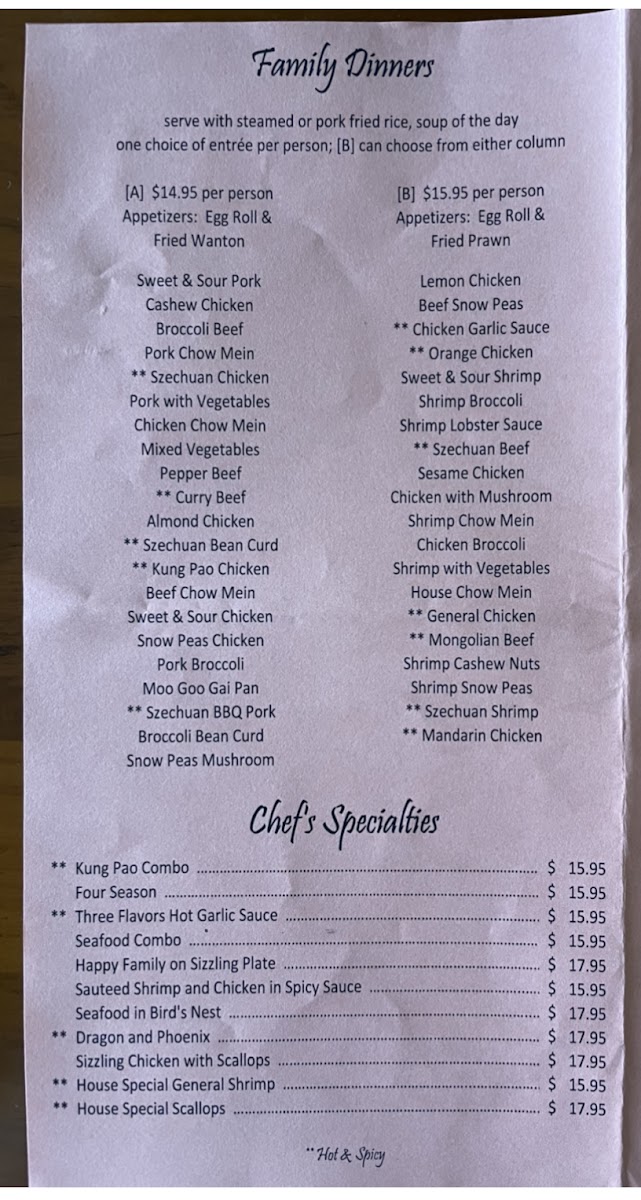 Family Dinners
serve with steamed or pork fried rice, soup of the day
one choice of entrée per person; [B] can choose from either column
[A] $14.95 per person
Appetizers: Egg Roll &
Fried Wanton
Sweet & Sour Pork
Cashew Chicken
Broccoli Beef
Pork Chow Mein
** Szechuan Chicken
Pork with Vegetables
Chicken Chow Mein
Mixed Vegetables
Pepper Beef
** Curry Beef
Almond Chicken
** Szechuan Bean Curd
** Kung Pao Chicken
Beef Chow Mein
Sweet & Sour Chicken
Snow Peas Chicken
Pork Broccoli
Moo Goo Gai Pan
** Szechuan BBQ Pork
Broccoli Bean Curd
Snow Peas Mushroom
[B] $15.95 per person
Appetizers: Egg Roll &
Fried Prawn
Lemon Chicken
Beef Snow Peas
** Chicken Garlic Sauce
** Orange Chicken
Sweet & Sour Shrimp
Shrimp Broccoli
Shrimp Lobster Sauce
** Szechuan Beef
Sesame Chicken
Chicken with Mushroom
Shrimp Chow Mein
Chicken Broccoli
Shrimp with Vegetables
House Chow Mein
** General Chicken
** Mongolian Beef
Shrimp Cashew Nuts
Shrimp Snow Peas
** Szechuan Shrimp
** Mandarin Chicken
Chef's Specialties
** Kung Pao Combo $ 15.95
Four Season $ 15.95
** Three Flavors Hot Garlic Sauce $ 15.95
Seafood Combo $ 15.95
Happy Family on Sizzling Plate $ 17.95
Sauteed Shrimp and Chicken in Spicy Sauce $ 15.95
Seafood in Bird's Nest $ 17.95
** Dragon and Phoenix $ 17.95
Sizzling Chicken with Scallops $ 17.95
** House Special General Shrimp $ 15.95
** House Special Scallops $ 17.95
**Hot & Spicy